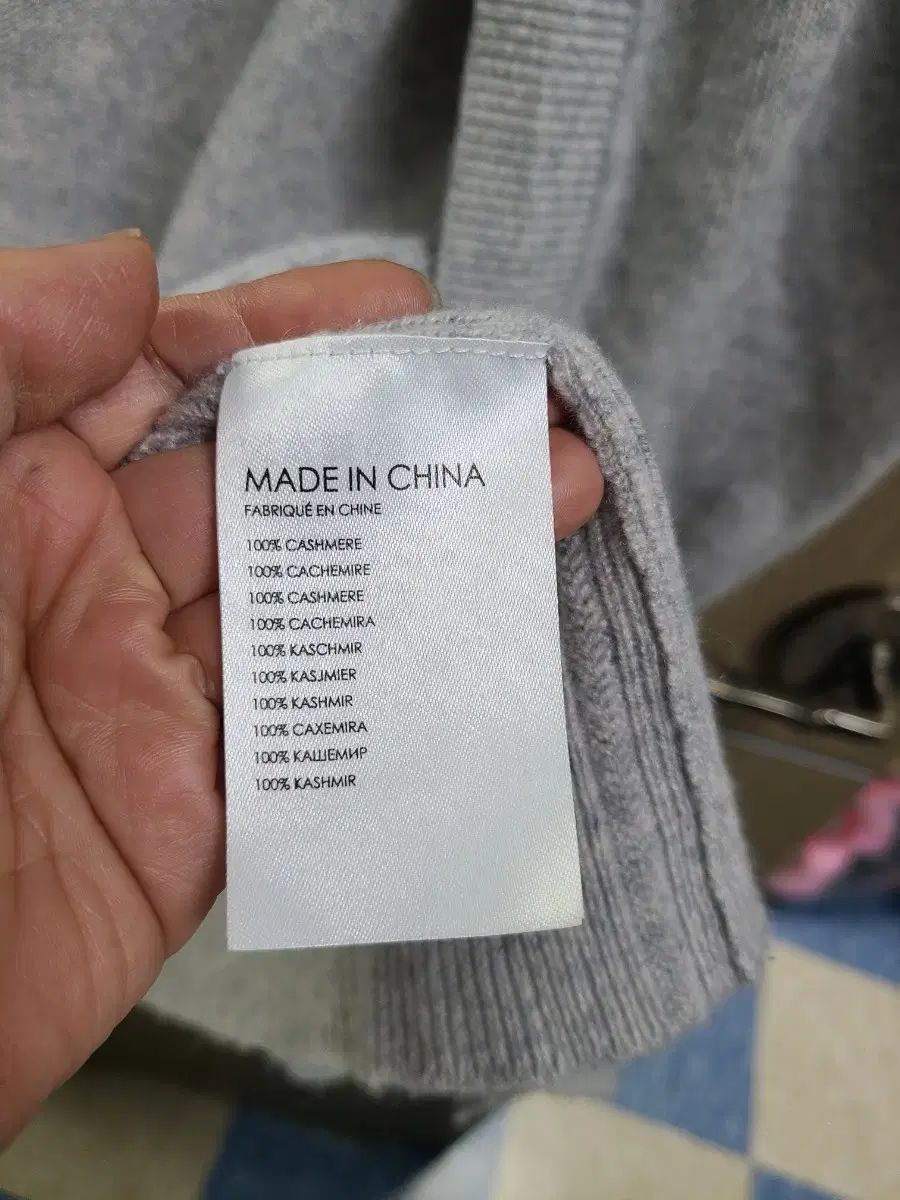 MADE IN CHINA
FABRIQUÉ EN CHINE
100% CASHMERE
100% CACHEMIRE
100% CASHMERE
100% CACHEMIRA
100% KASCHMIR
100% KASJMIER
100% KASHMIR
100% CAXEMIRA
100% КАШЕМИР
100% KASHMIR